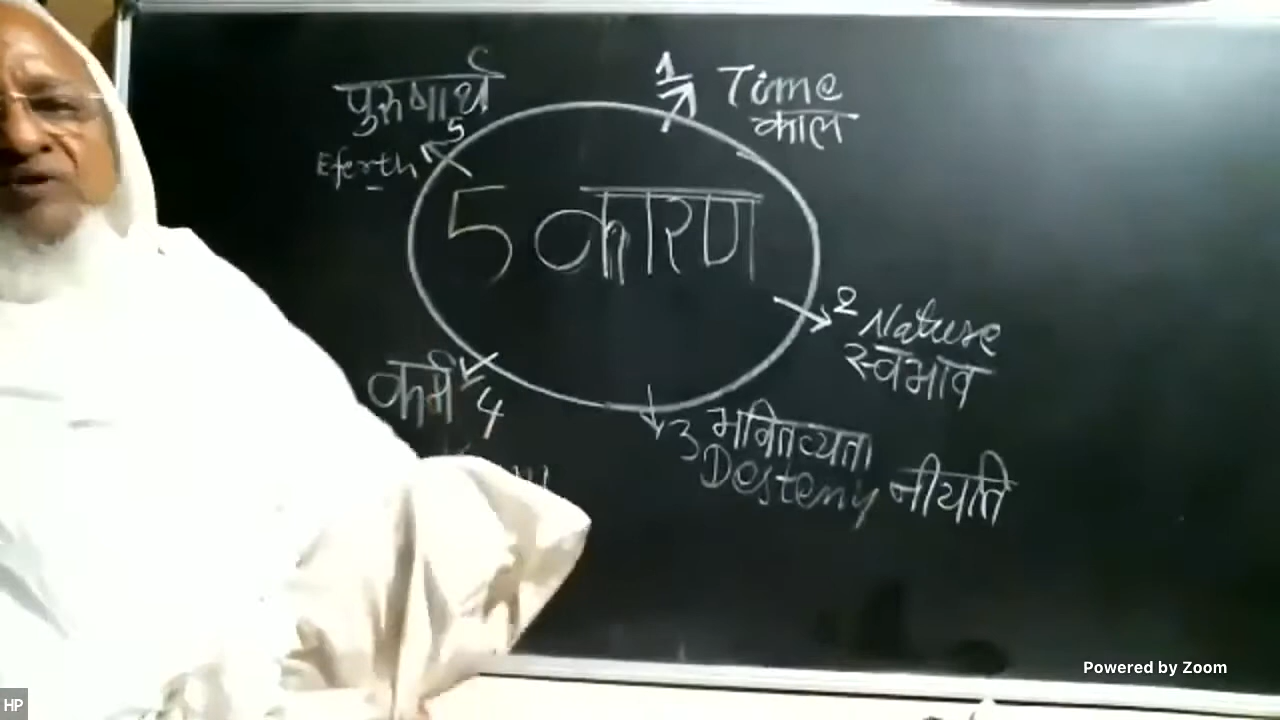 पुरुषार्थ
5
Eferth
1
Time
काल
5 कारण
2 Nature
स्वभाव
कर्म
4
3 भवितव्यता
Desteny नीयति
Powered by Zoom
HP